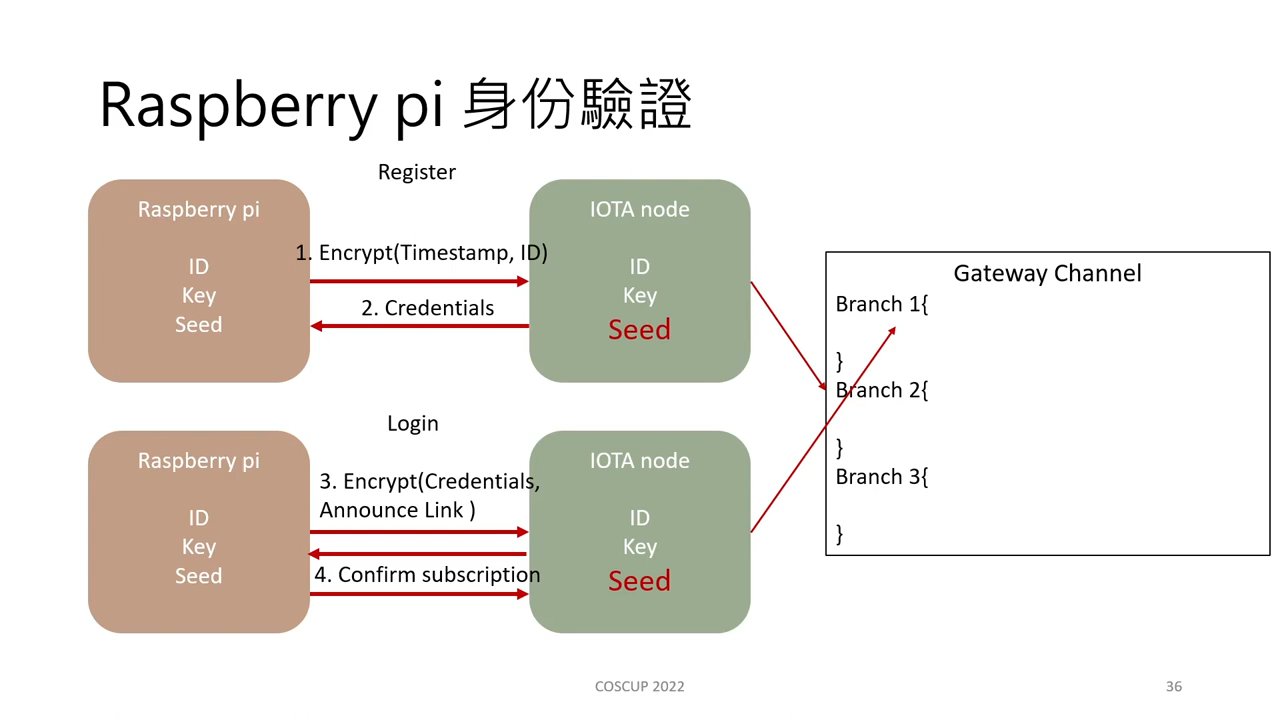 Raspberry pi 身份驗證
Register
Raspberry pi
ID
Key
Seed
1. Encrypt(Timestamp, ID)
2. Credentials
IOTA node
ID
Key
Seed
Gateway Channel
Branch 1{
}
Branch 2{
}
Branch 3{
}
Login
Raspberry pi
ID
Key
Seed
3. Encrypt(Credentials,
Announce Link )
4. Confirm subscription
IOTA node
ID
Key
Seed
COSCUP 2022
36